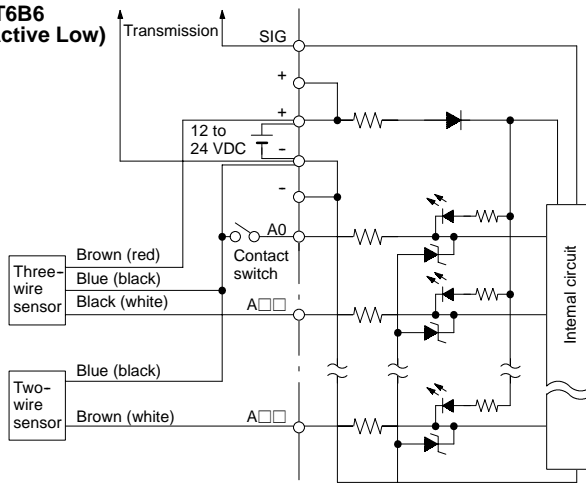 T6B6
ctive Low)
Transmission
SIG
+
+
12 to
24 VDC
-
-
A0
Contact
switch
Three-
wire
sensor
Brown (red)
Blue (black)
Black (white)
A□□
Internal circuit
Two-
wire
sensor
Blue (black)
Brown (white)
A□□